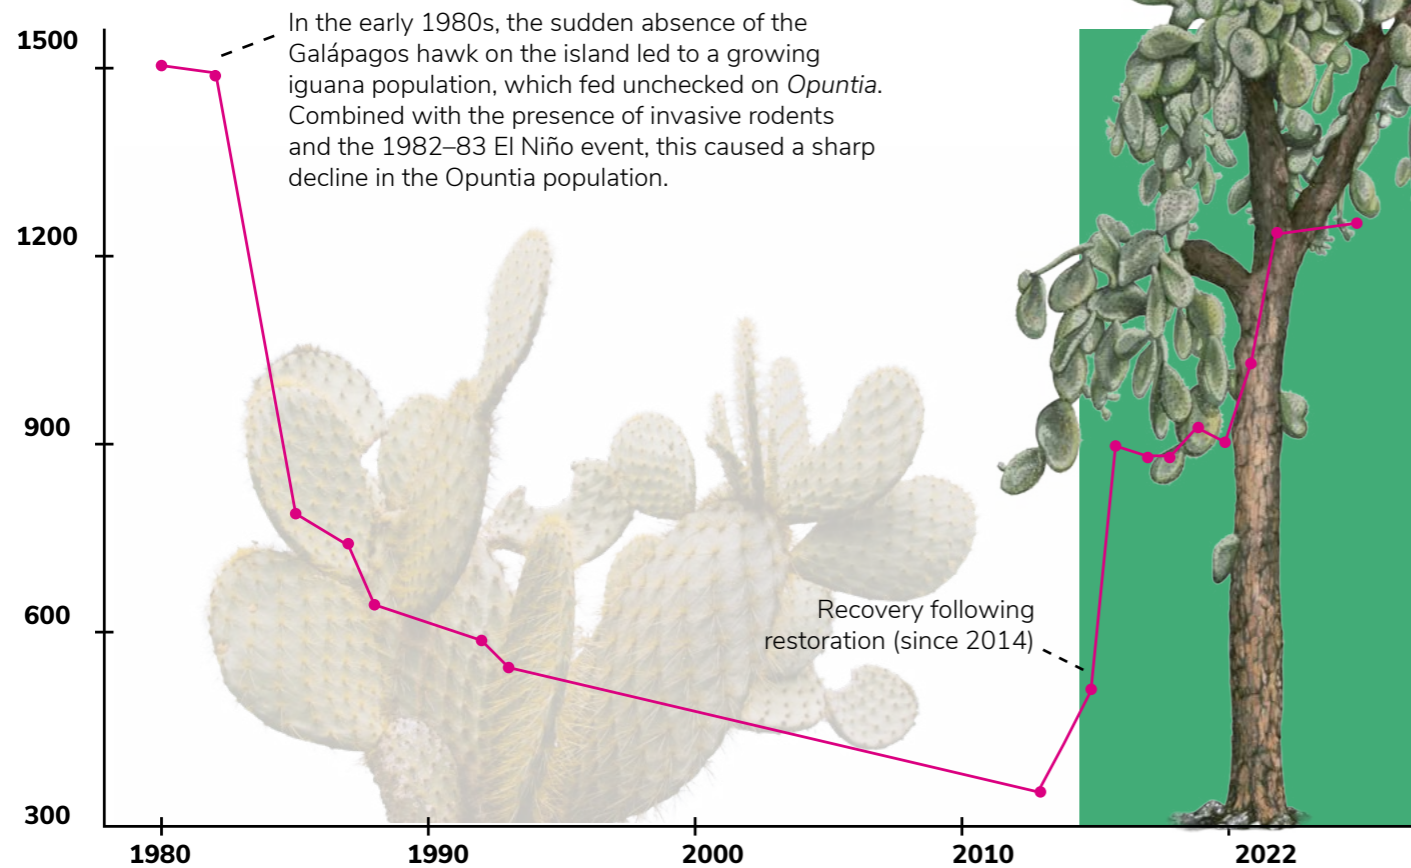 In the early 1980s, the sudden absence of the
Galápagos hawk on the island led to a growing
iguana population, which fed unchecked on Opuntia.
Combined with the presence of invasive rodents
and the 1982–83 El Niño event, this caused a sharp
decline in the Opuntia population.
1500
1200
900
600
300
Recovery following
restoration (since 2014)
1980 1990 2000 2010 2022